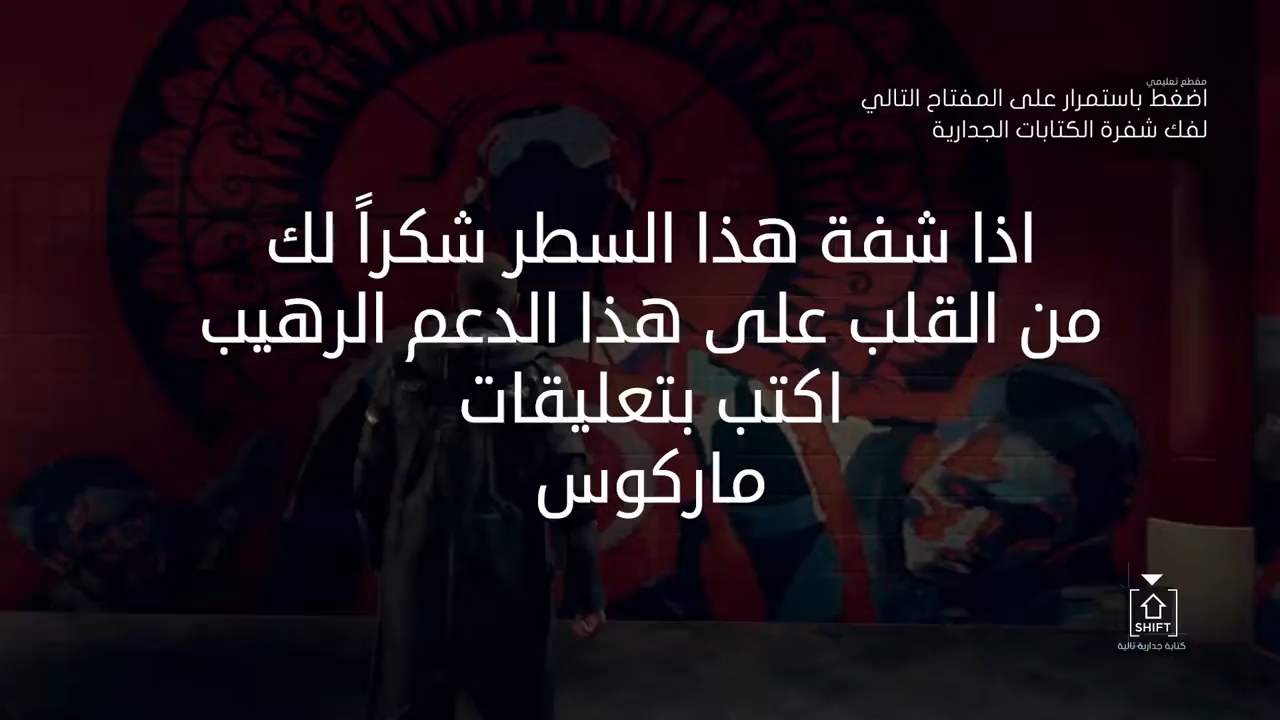 مقطع تعليمي
اضغط باستمرار على المفتاح التالي
لفك شفرة الكتابات الجدارية
اذا شفة هذا السطر شكراً لك
من القلب على هذا الدعم الرهيب
اكتب بتعليقات
ماركوس
SHIFT
كتابة جدارية تالية